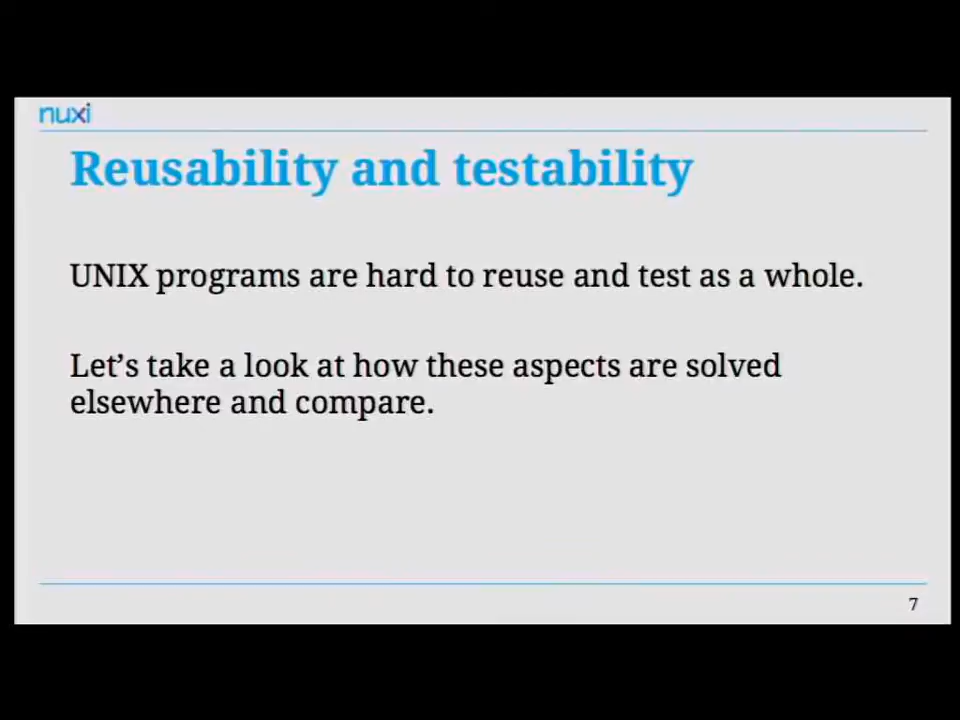 nuxi
Reusability and testability
UNIX programs are hard to reuse and test as a whole.
Let’s take a look at how these aspects are solved
elsewhere and compare.
7